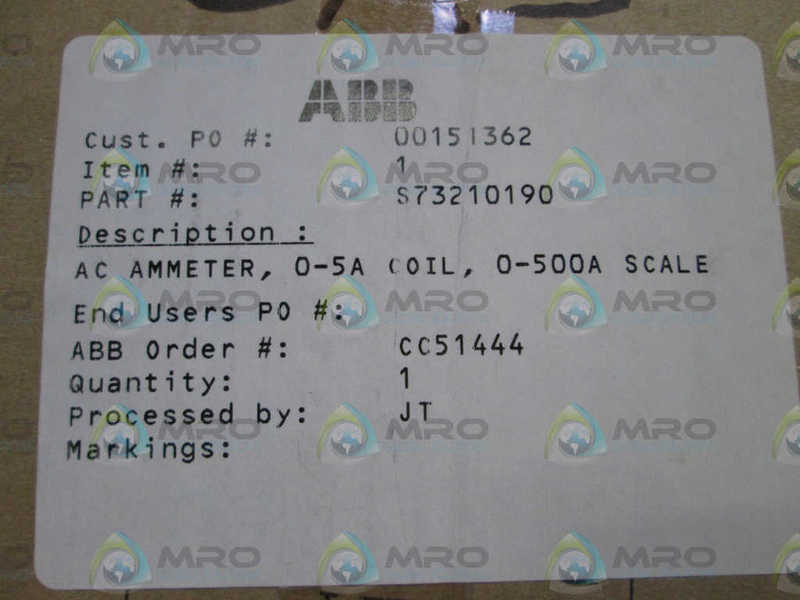 ABB
Cust. PO #: 00151362
Item #: 1
PART #: S73210190
Description :
AC AMMETER, 0-5A COIL, 0-500A SCALE
End Users PO #:
ABB Order #: CC51444
Quantity: 1
Processed by: JT
Markings:
MRO